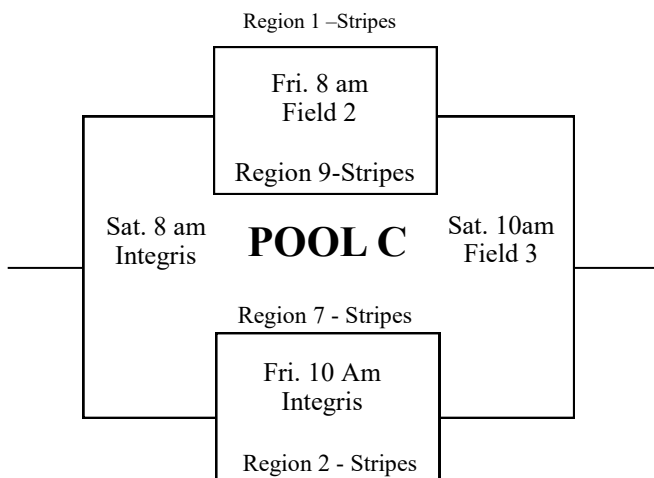 Region 1 –Stripes
Fri. 8 am
Field 2
Region 9-Stripes
Sat. 8 am
Integris
POOL C
Sat. 10am
Field 3
Region 7 - Stripes
Fri. 10 Am
Integris
Region 2 - Stripes